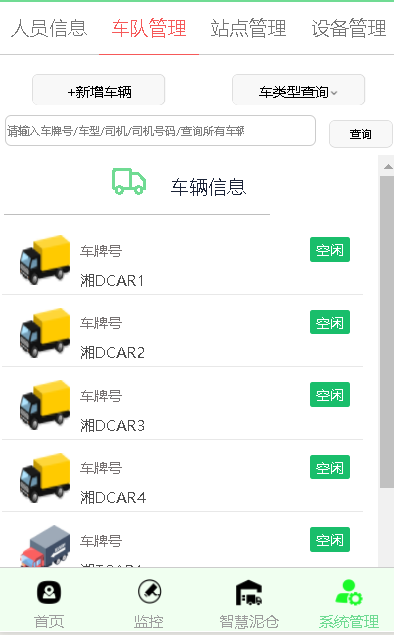 人员信息 车队管理 站点管理 设备管理
+新增车辆 车类型查询
请输入车牌号/车型/司机/司机号码/查询所有车辆 查询
车辆信息
车牌号 空闲
湘DCAR1
车牌号 空闲
湘DCAR2
车牌号 空闲
湘DCAR3
车牌号 空闲
湘DCAR4
车牌号 空闲
首页 监控 智慧泥仓 系统管理